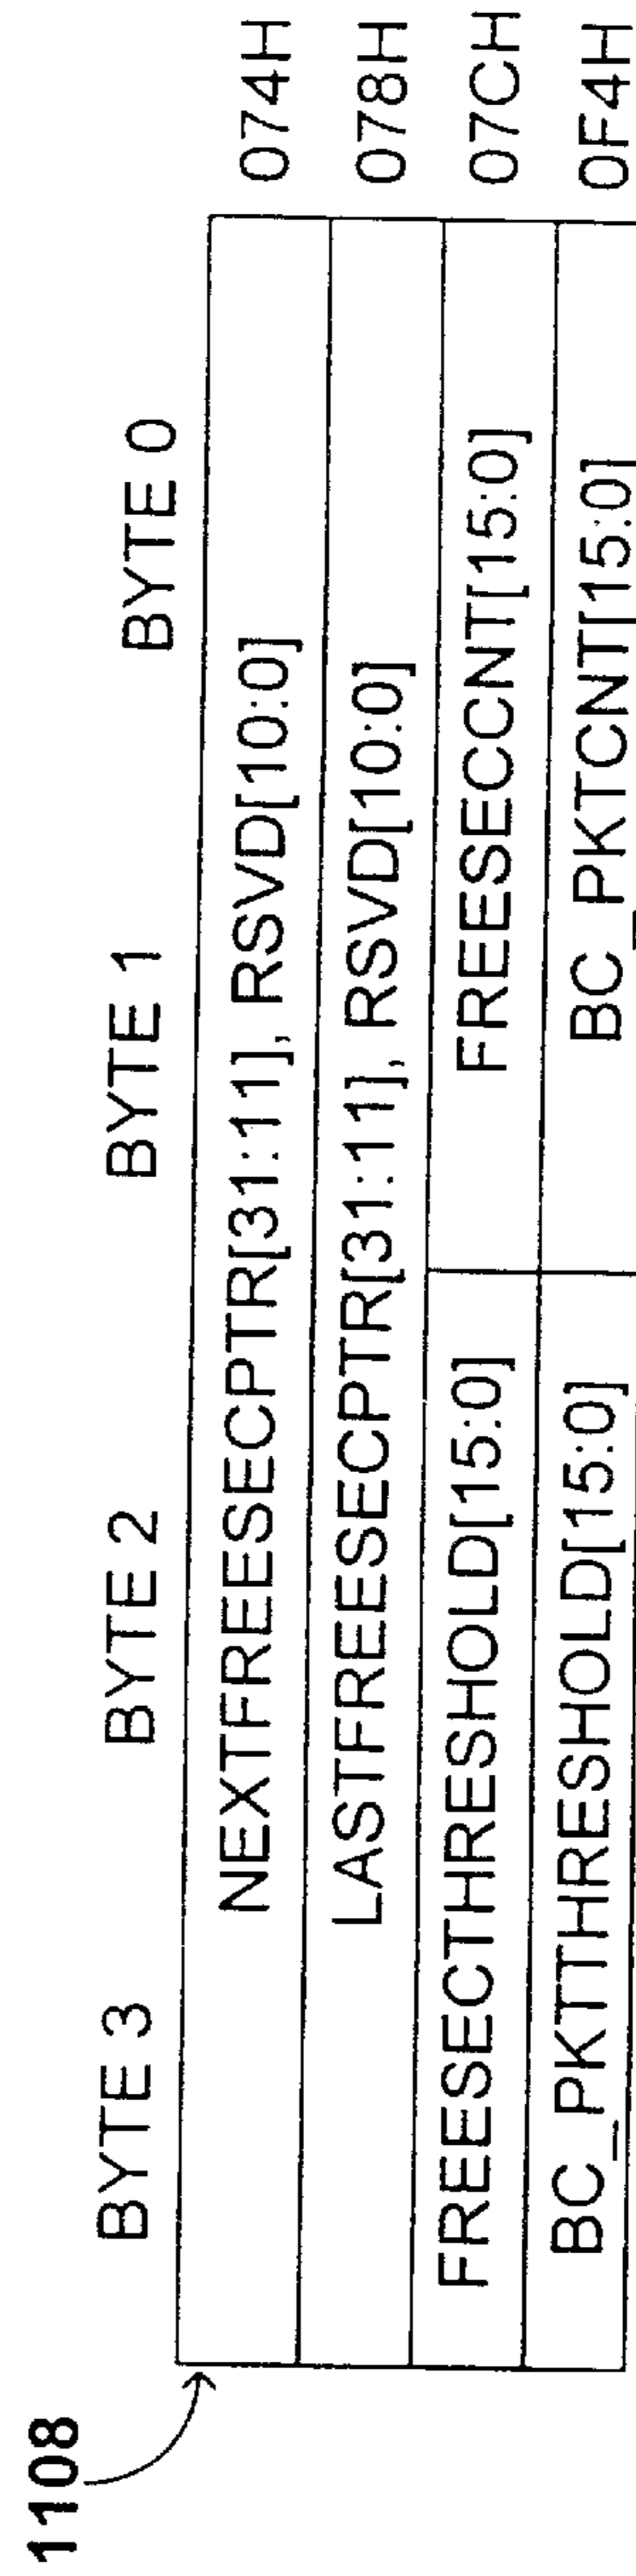 1108
BYTE 3 BYTE 2 BYTE 1 BYTE 0
NEXTFREESECPTR[31:11], RSVD[10:0] 074H
LASTFREESECPTR[31:11], RSVD[10:0] 078H
FREESECTHRESHOLD[15:0] FREESECCNT[15:0] 07CH
BC_PKTTHRESHOLD[15:0] BC_PKTCNT[15:0] 0F4H